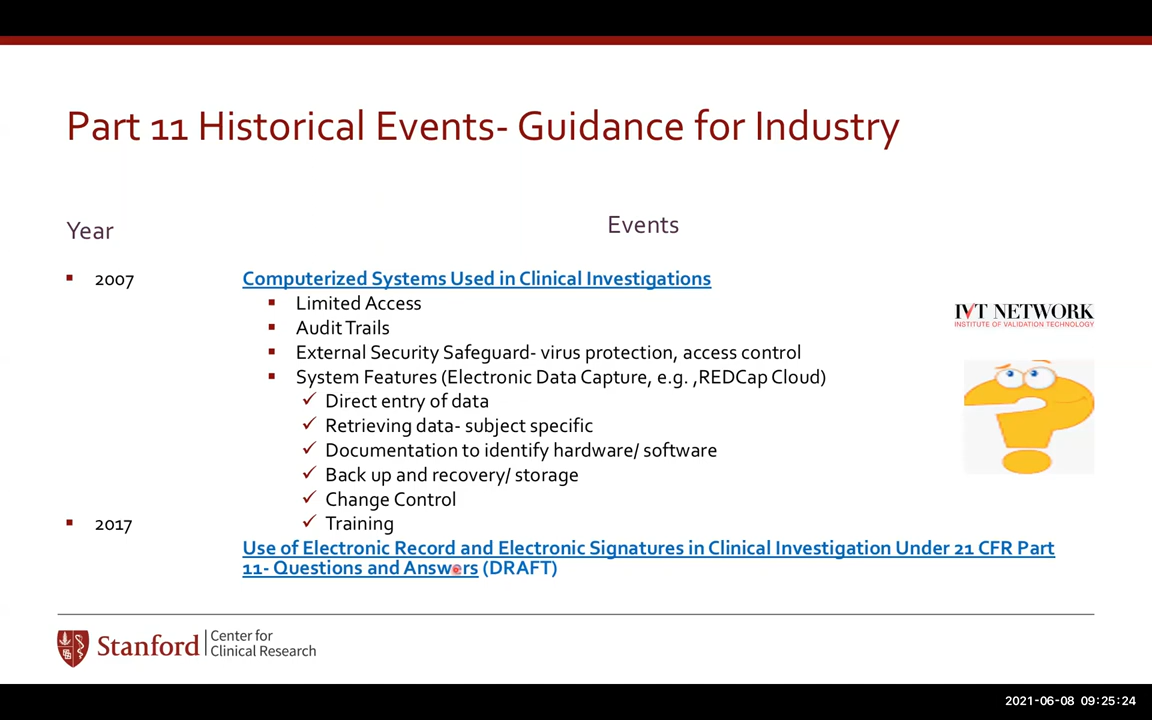 Part 11 Historical Events- Guidance for Industry
Year
Events
2007
Computerized Systems Used in Clinical Investigations
Limited Access
Audit Trails
External Security Safeguard- virus protection, access control
System Features (Electronic Data Capture, e.g. ,REDCap Cloud)
Direct entry of data
Retrieving data- subject specific
Documentation to identify hardware/ software
Back up and recovery/ storage
Change Control
Training
2017
Use of Electronic Record and Electronic Signatures in Clinical Investigation Under 21 CFR Part
11- Questions and Answers (DRAFT)
IVT NETWORK
INSTITUTE OF VALIDATION TECHNOLOGY
Stanford
Center for
Clinical Research
2021-06-08 09:25:24